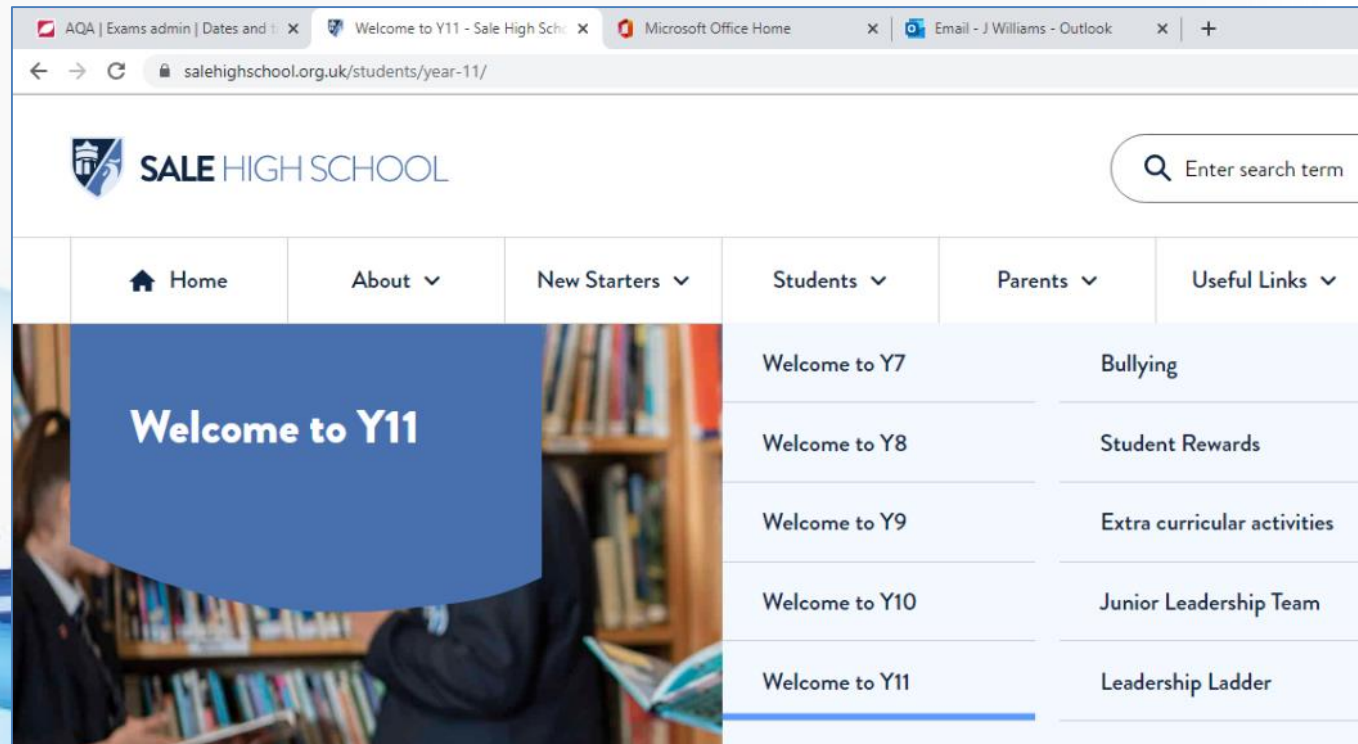 AQA | Exams admin | Dates and t
Welcome to Y11 - Sale High Scho
Microsoft Office Home
Email - J Williams - Outlook
salehighschool.org.uk/students/year-11/
SALE HIGH SCHOOL
Enter search term
Home
About
New Starters
Students
Parents
Useful Links
Welcome to Y11
Welcome to Y7
Bullying
Welcome to Y8
Student Rewards
Welcome to Y9
Extra curricular activities
Welcome to Y10
Junior Leadership Team
Welcome to Y11
Leadership Ladder